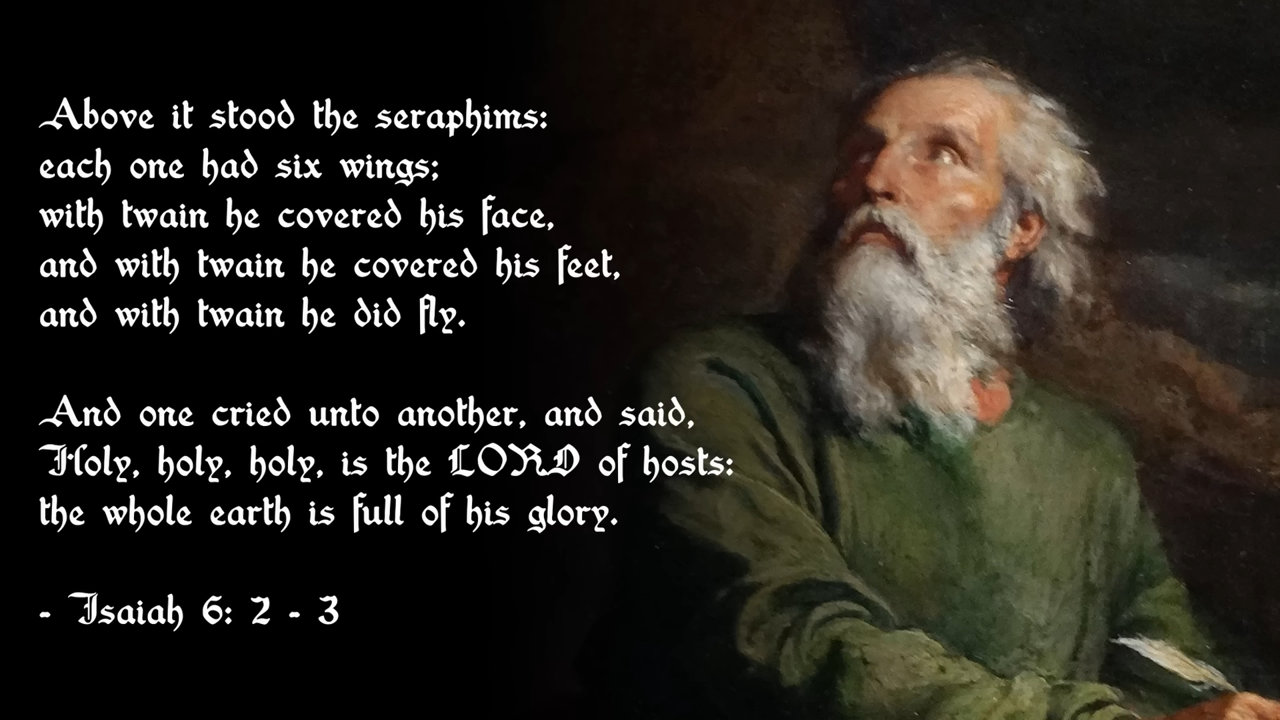 Above it stood the seraphims:
each one had six wings;
with twain he covered his face,
and with twain he covered his feet,
and with twain he did fly.
And one cried unto another, and said,
Holy, holy, holy, is the LORD of hosts:
the whole earth is full of his glory.
- Isaiah 6: 2 - 3